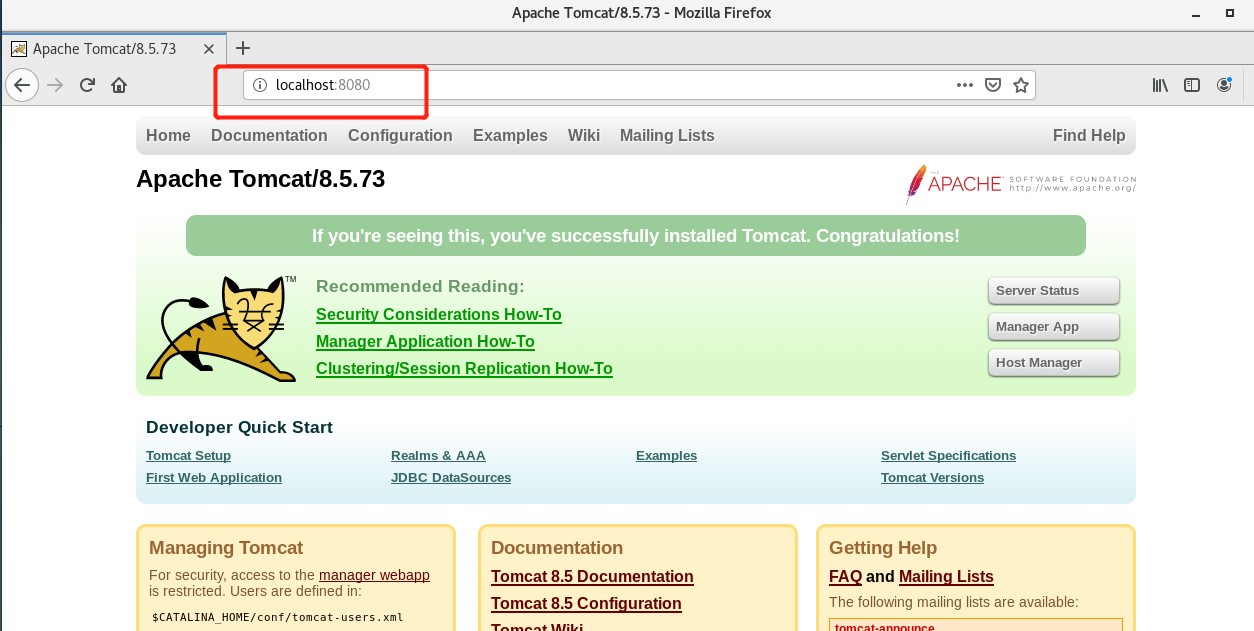 Apache Tomcat/8.5.73 - Mozilla Firefox
Apache Tomcat/8.5.73
localhost:8080
Home Documentation Configuration Examples Wiki Mailing Lists Find Help
Apache Tomcat/8.5.73
THE
APACHE SOFTWARE FOUNDATION
http://www.apache.org/
If you're seeing this, you've successfully installed Tomcat. Congratulations!
TM
Recommended Reading:
Security Considerations How-To
Manager Application How-To
Clustering/Session Replication How-To
Server Status
Manager App
Host Manager
Developer Quick Start
Tomcat Setup
First Web Application
Realms & AAA
JDBC DataSources
Examples
Servlet Specifications
Tomcat Versions
Managing Tomcat
For security, access to the manager webapp
is restricted. Users are defined in:
$CATALINA_HOME/conf/tomcat-users.xml
Documentation
Tomcat 8.5 Documentation
Tomcat 8.5 Configuration
Tomcat Wiki
Getting Help
FAQ and Mailing Lists
The following mailing lists are available:
tomcat-announce